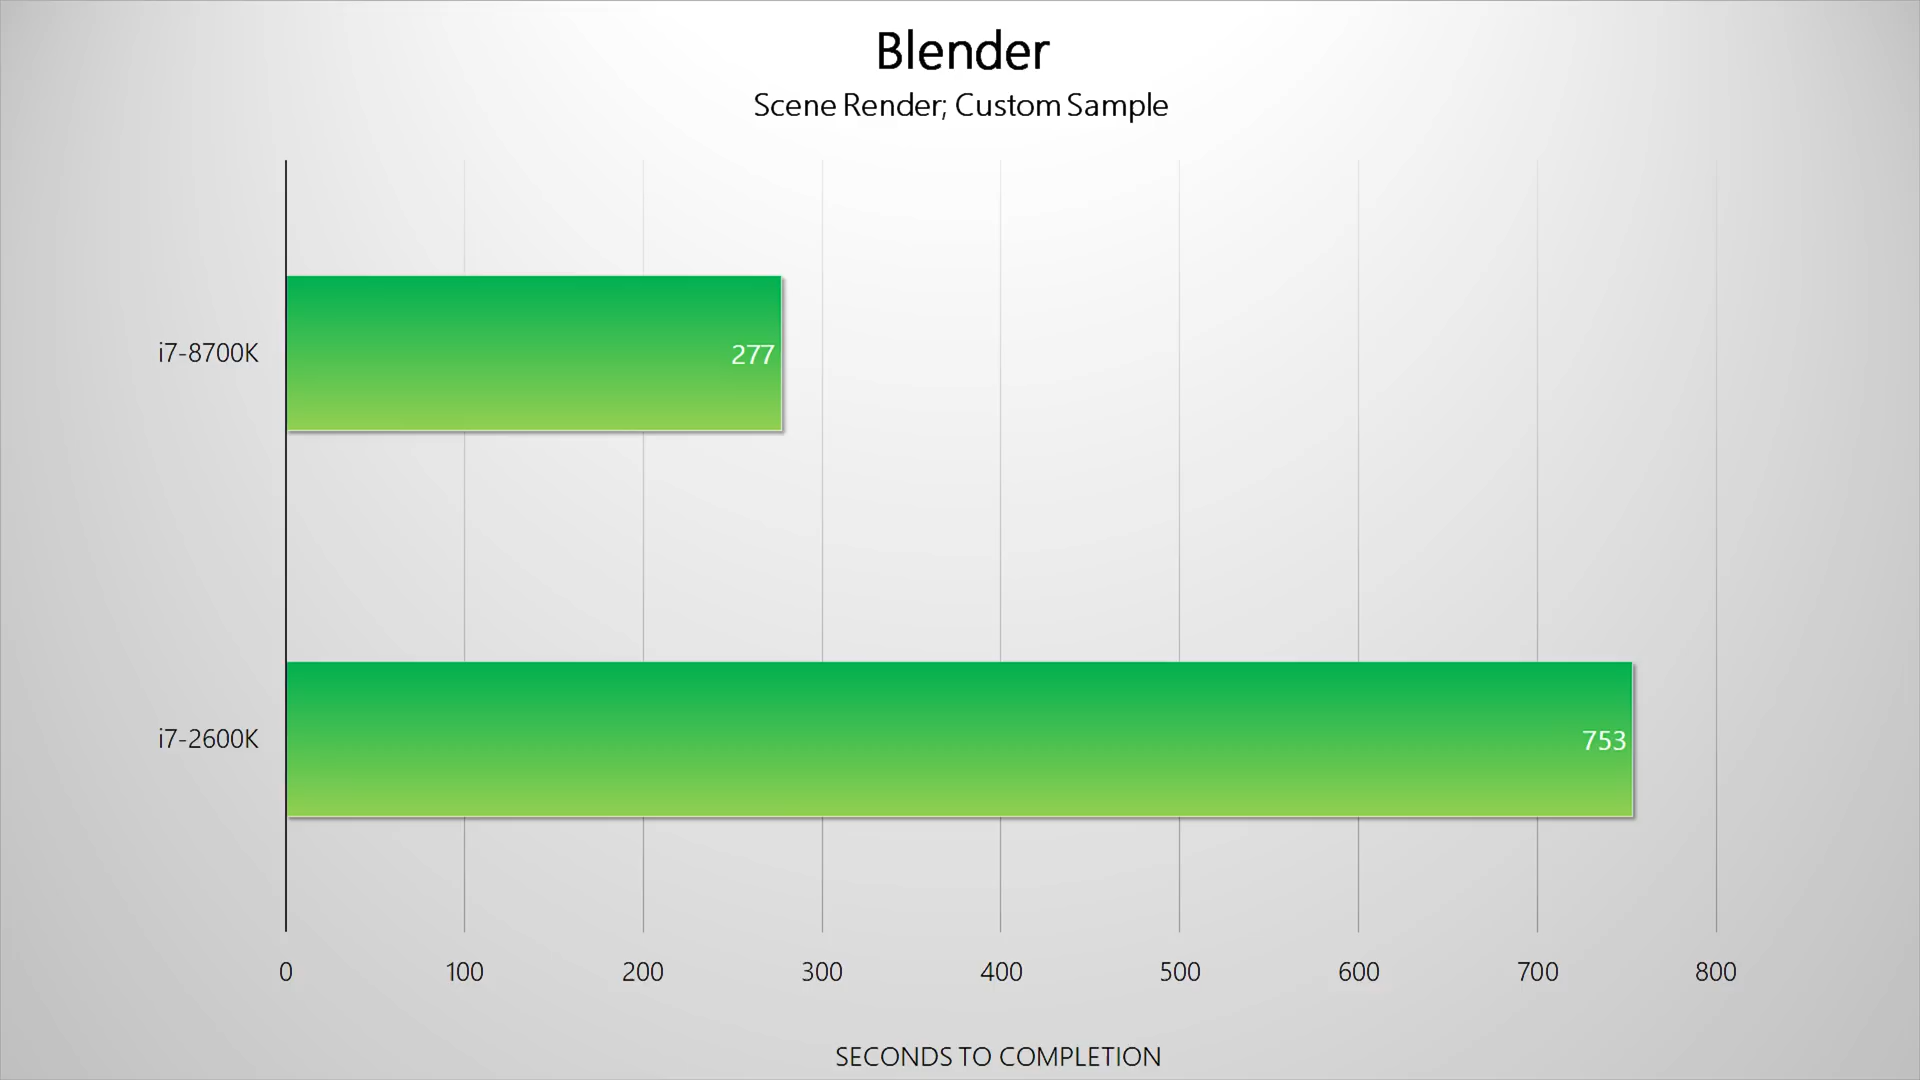 Blender
Scene Render; Custom Sample
i7-8700K
277
i7-2600K
753
0 100 200 300 400 500 600 700 800
SECONDS TO COMPLETION